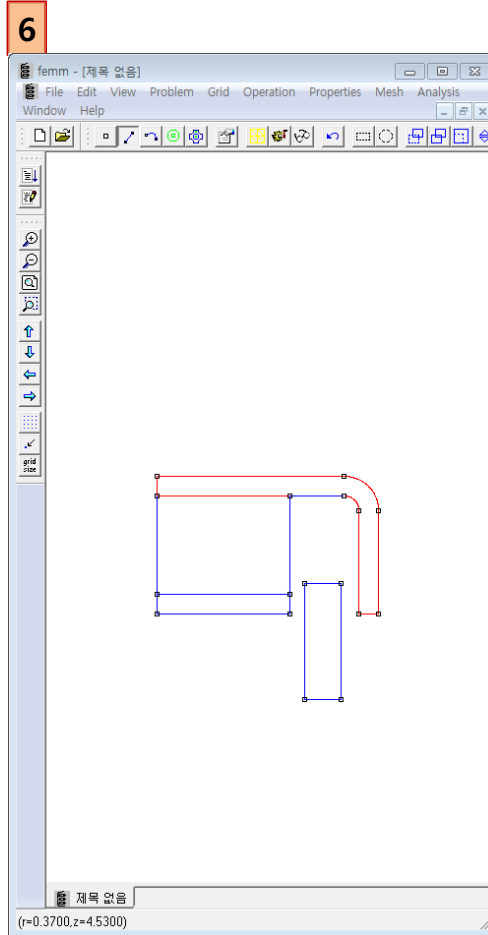 6
femm - [제목 없음]
File Edit View Problem Grid Operation Properties Mesh Analysis
Window Help
grid
size
제목 없음
(r=0.3700,z=4.5300)